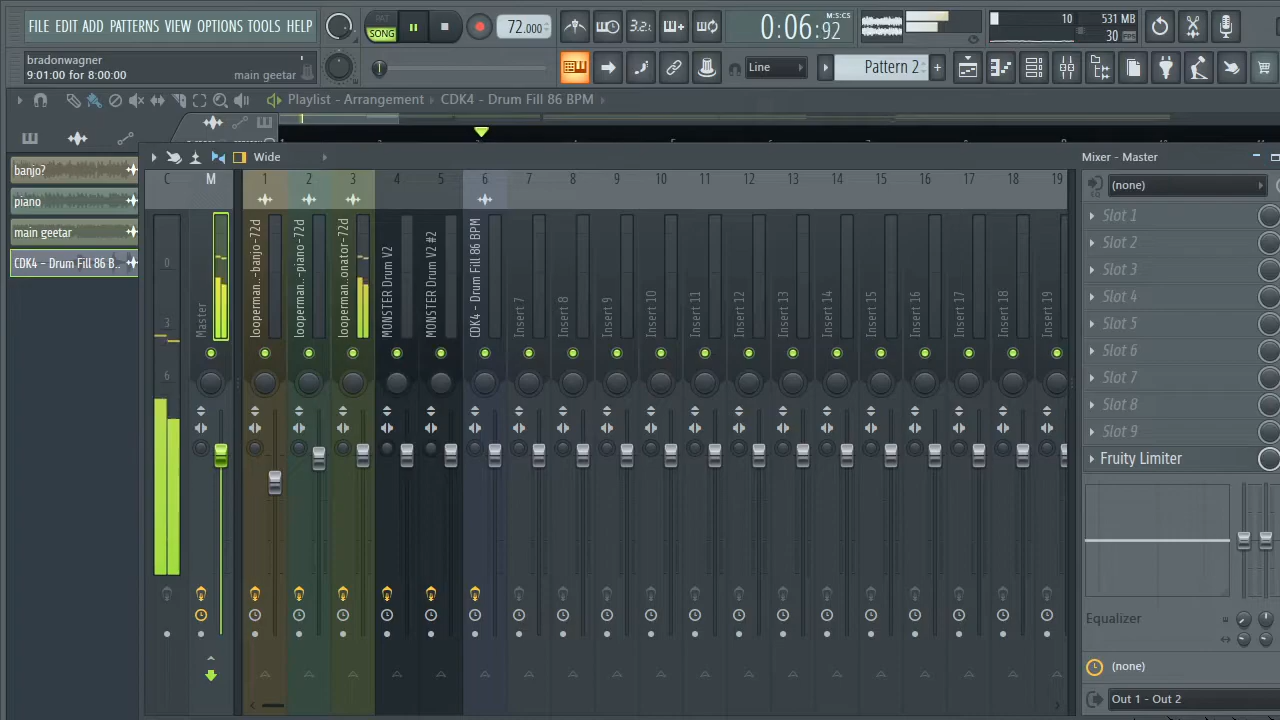 FILE EDIT ADD PATTERNS VIEW OPTIONS TOOLS HELP
PAT
SONG
72.000
3.2.
0:06:92
M:S:CS
10
531 MB
30
bradonwagner
9:01:00 for 8:00:00
main geetar
Line
Pattern 2
Playlist - Arrangement
CDK4 - Drum Fill 86 BPM
Wide
Mixer - Master
banjo?
piano
main geetar
CDK4 - Drum Fill 86 B..
C
M
1
2
3
4
5
6
7
8
9
10
11
12
13
14
15
16
17
18
19
0
3
6
Master
looperman..-banjo-72d
looperman..-piano-72d
looperman..onator-72d
MONSTER Drum V2
MONSTER Drum V2 #2
CDK4 - Drum Fill 86 BPM
Insert 7
Insert 8
Insert 9
Insert 10
Insert 11
Insert 12
Insert 13
Insert 14
Insert 15
Insert 16
Insert 17
Insert 18
Insert 19
(none)
Slot 1
Slot 2
Slot 3
Slot 4
Slot 5
Slot 6
Slot 7
Slot 8
Slot 9
Fruity Limiter
Equalizer
(none)
Out 1 - Out 2